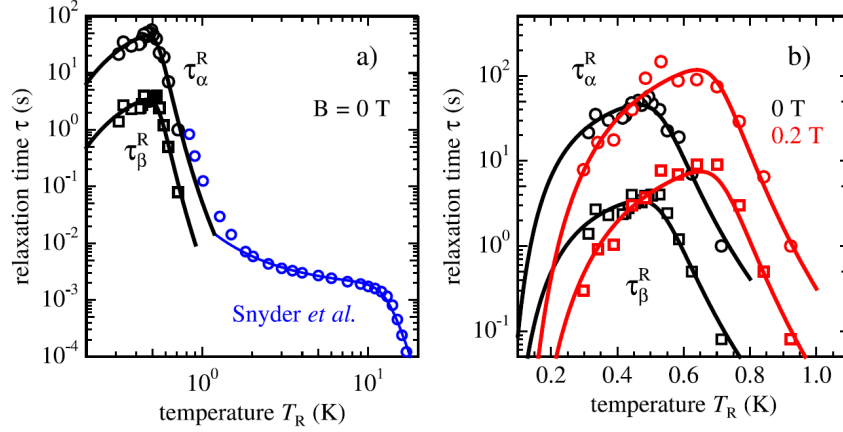 a)
τ_α^R
τ_β^R
B = 0 T
Snyder et al.
relaxation time τ (s)
10^2
10^1
10^0
10^-1
10^-2
10^-3
10^-4
10^0
10^1
temperature T_R (K)
b)
τ_α^R
0 T
0.2 T
τ_β^R
relaxation time τ (s)
10^2
10^1
10^0
10^-1
0.2 0.4 0.6 0.8 1.0
temperature T_R (K)